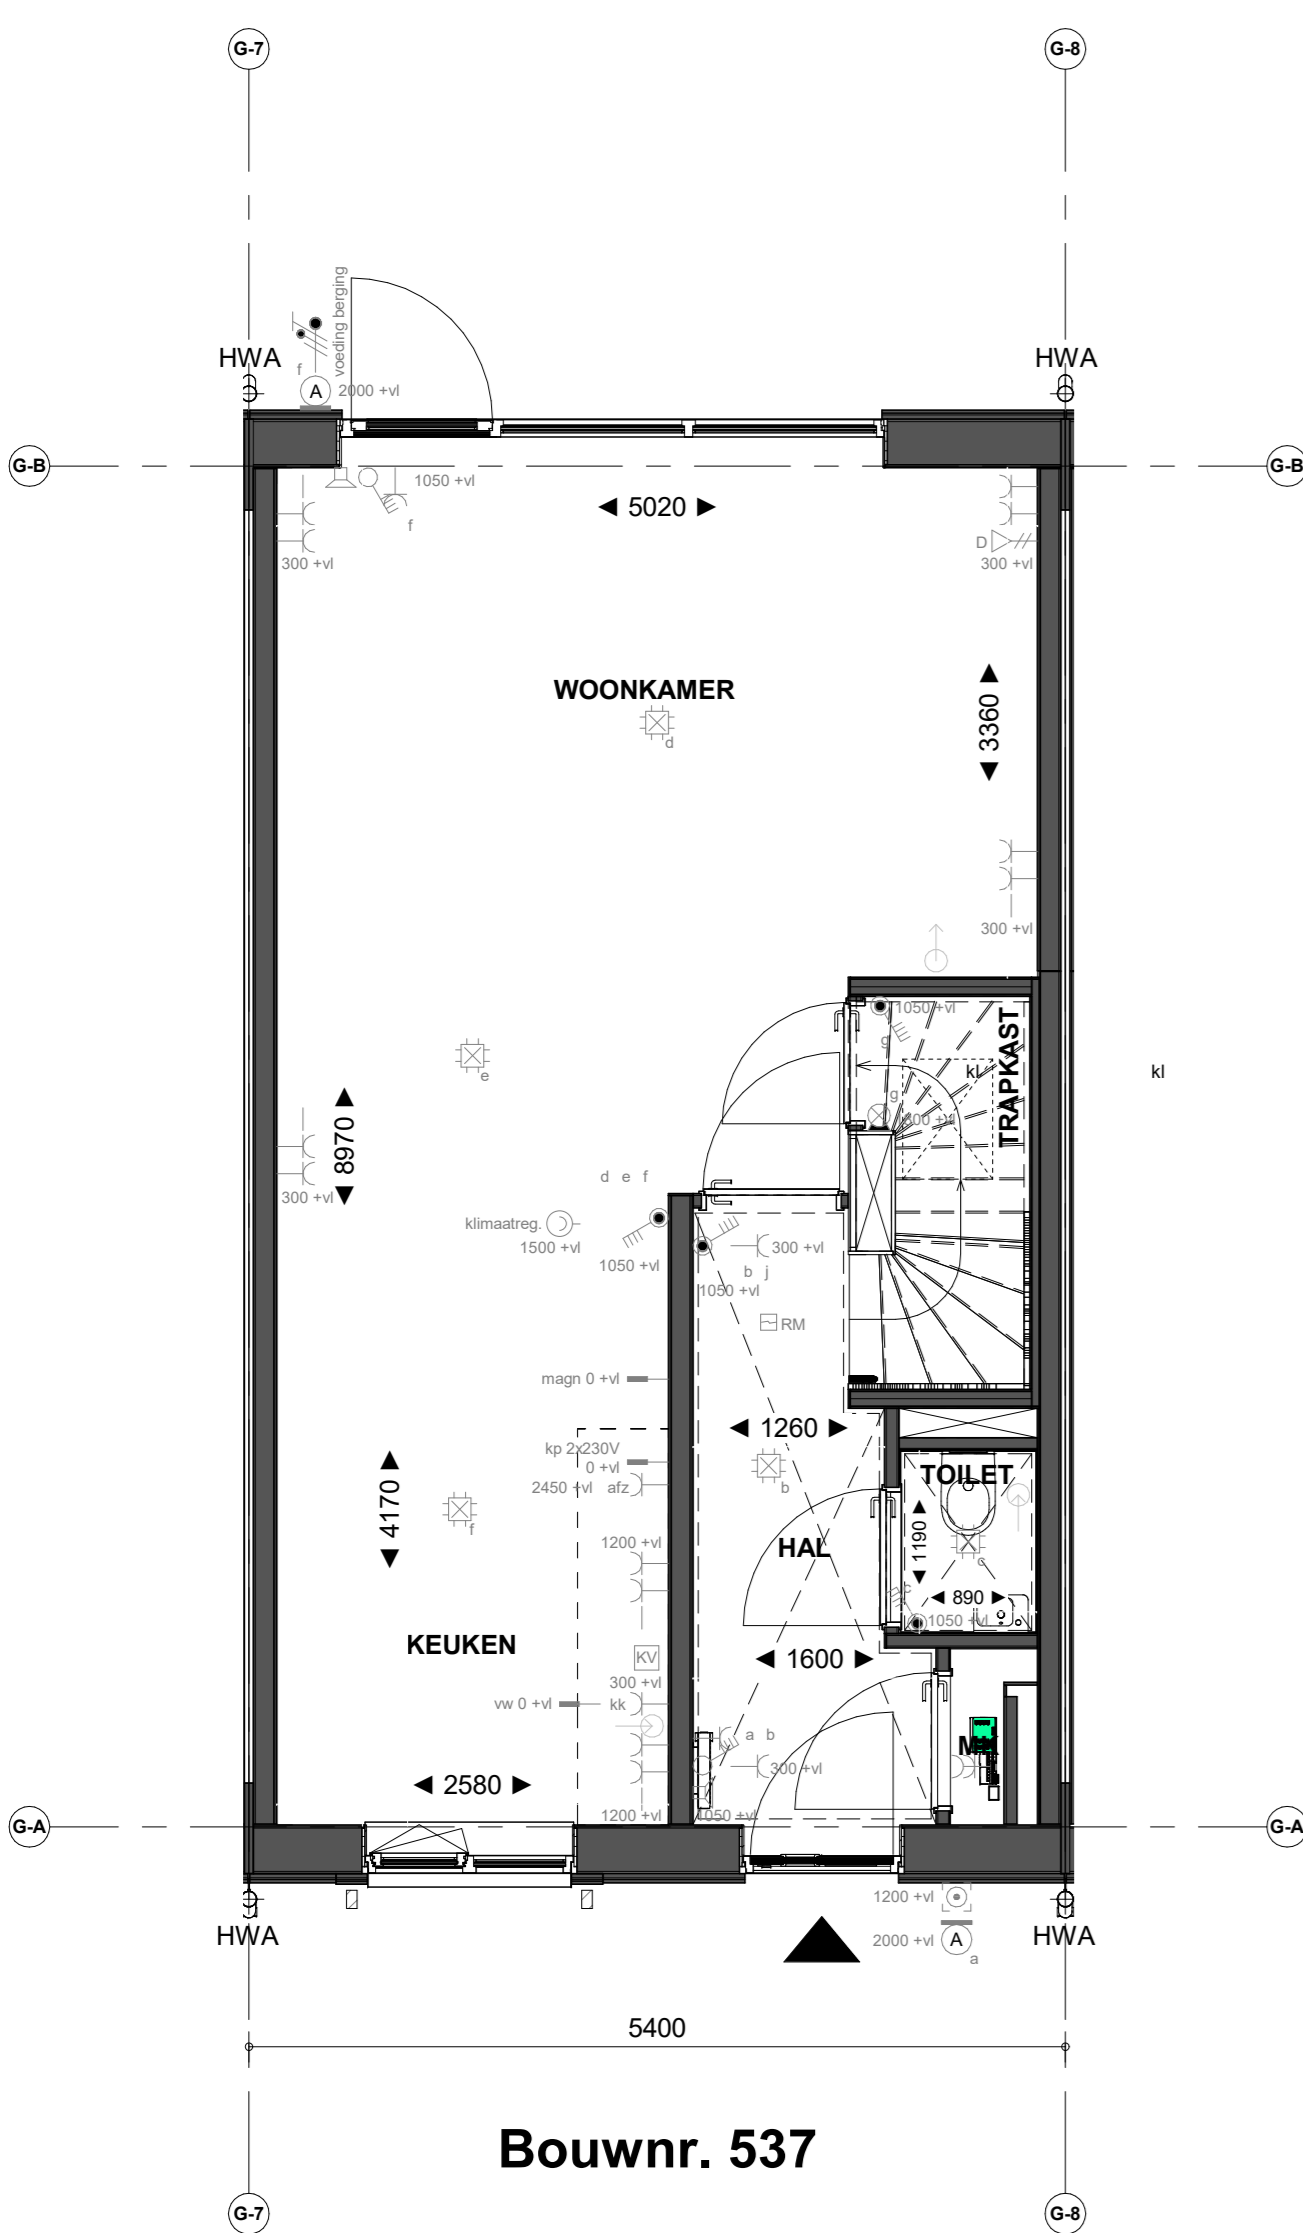 G-7
G-8
voeding berging
HWA
HWA
f
A
2000 +vl
G-B
G-B
1050 +vl
f
5020
300 +vl
D
300 +vl
WOONKAMER
d
3360
300 +vl
1050 +vl
g
TRAPKAST
e
kl
kl
g
8970
300 +vl
d e f
klimaatreg.
1500 +vl
1050 +vl
300 +vl
b j
1050 +vl
RM
magn 0 +vl
1260
kp 2x230V
0 +vl
2450 +vl afz
TOILET
b
4170
f
1200 +vl
HAL
1190
c
c
890
1050 +vl
KEUKEN
KV
1600
300 +vl
vw 0 +vl
kk
a b
300 +vl
2580
1200 +vl
1050 +vl
G-A
G-A
1200 +vl
HWA
2000 +vl
A
a
HWA
5400
Bouwnr. 537
G-7
G-8